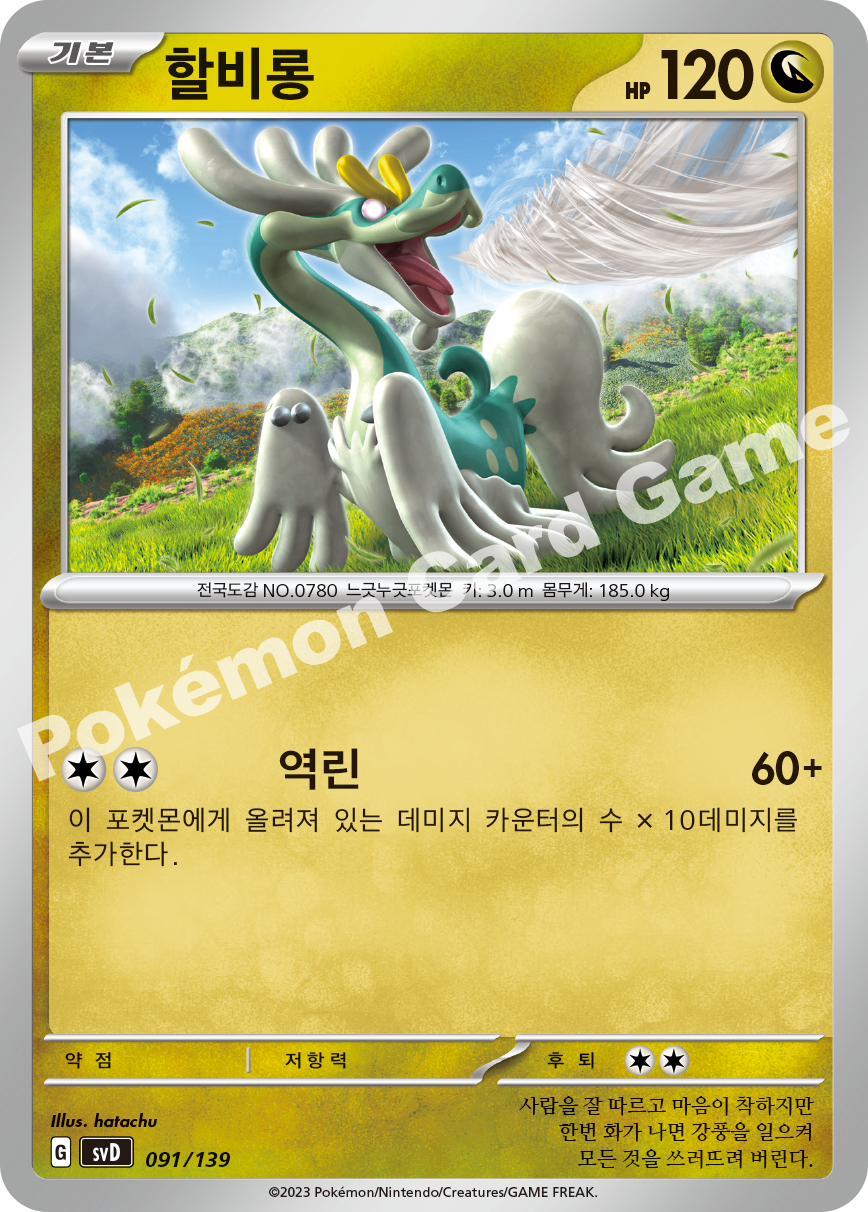 기본
할비롱
HP 120
전국도감 NO.0780 느긋누긋포켓몬 키: 3.0 m 몸무게: 185.0 kg
Pokémon Card Game
역린 60+
이 포켓몬에게 올려져 있는 데미지 카운터의 수 × 10데미지를
추가한다.
약점 저항력 후퇴
사람을 잘 따르고 마음이 착하지만
한번 화가 나면 강풍을 일으켜
모든 것을 쓰러뜨려 버린다.
Illus. hatachu
G svD 091/139
©2023 Pokémon/Nintendo/Creatures/GAME FREAK.